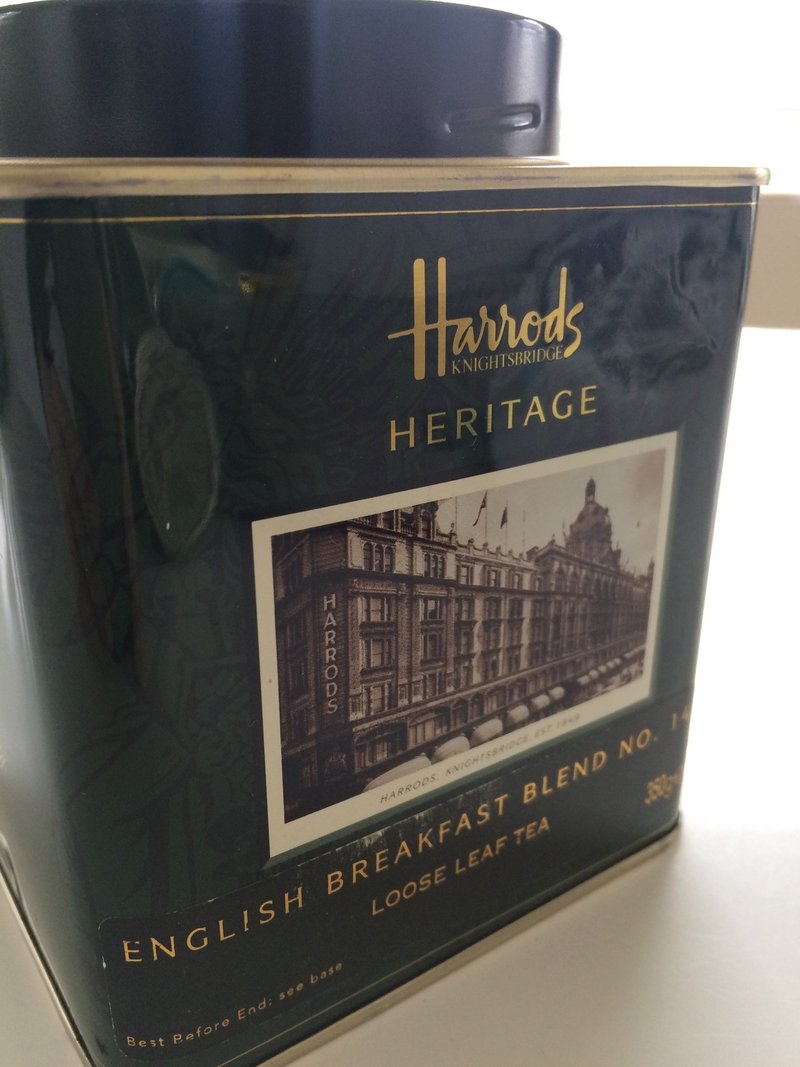 Harrods
KNIGHTSBRIDGE
HERITAGE
HARRODS
HARRODS, KNIGHTSBRIDGE, EST 1849
ENGLISH BREAKFAST BLEND NO. 14
LOOSE LEAF TEA
Best Before End: see base